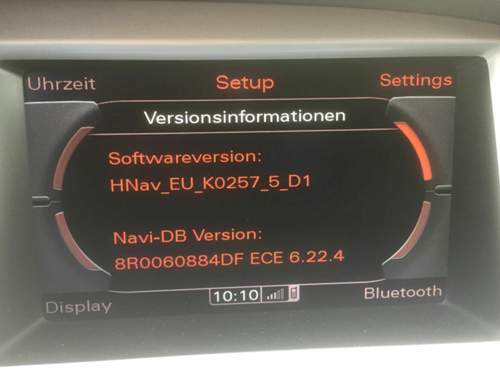 Uhrzeit Setup Settings
Versionsinformationen
Softwareversion:
HNav_EU_K0257_5_D1
Navi-DB Version:
8R0060884DF ECE 6.22.4
Display 10:10 Bluetooth